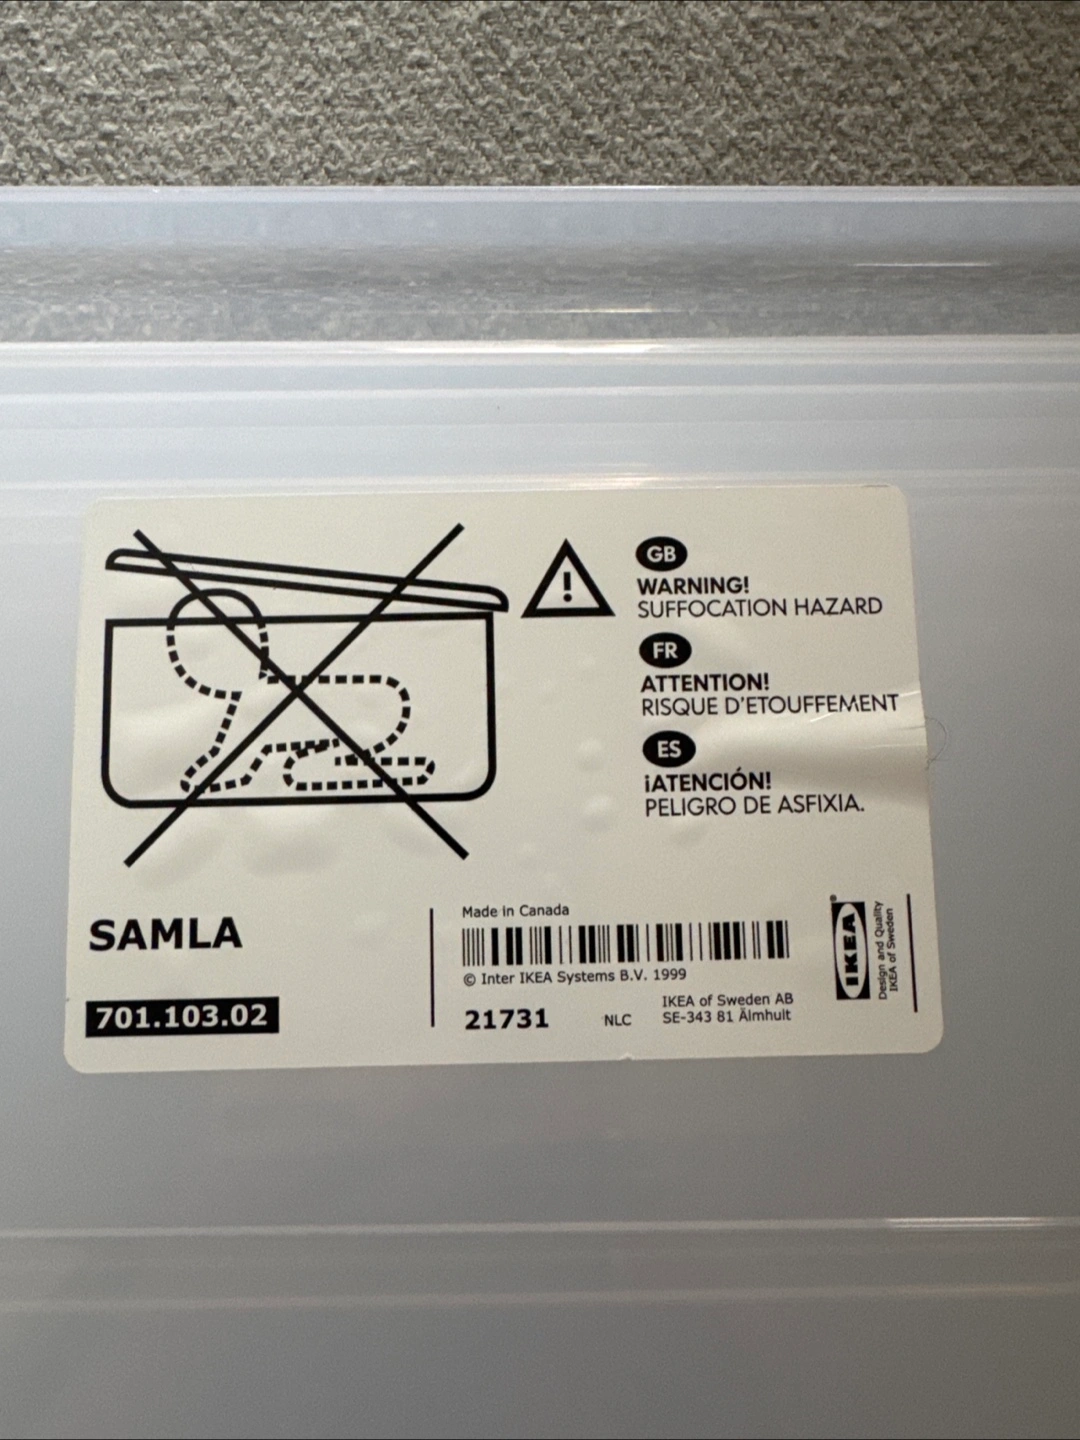 GB
WARNING!
SUFFOCATION HAZARD
FR
ATTENTION!
RISQUE D'ETOUFFEMENT
ES
¡ATENCIÓN!
PELIGRO DE ASFIXIA.
SAMLA
701.103.02
Made in Canada
© Inter IKEA Systems B.V. 1999
21731
NLC
IKEA of Sweden AB
SE-343 81 Älmhult
IKEA®
Design and Quality
IKEA of Sweden